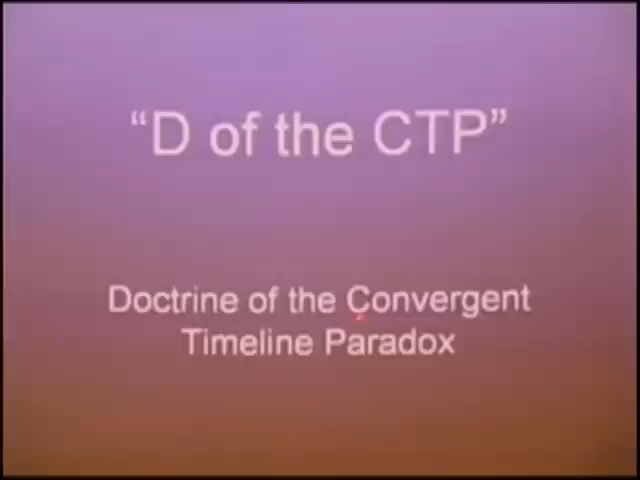 “D of the CTP”
Doctrine of the Convergent
Timeline Paradox